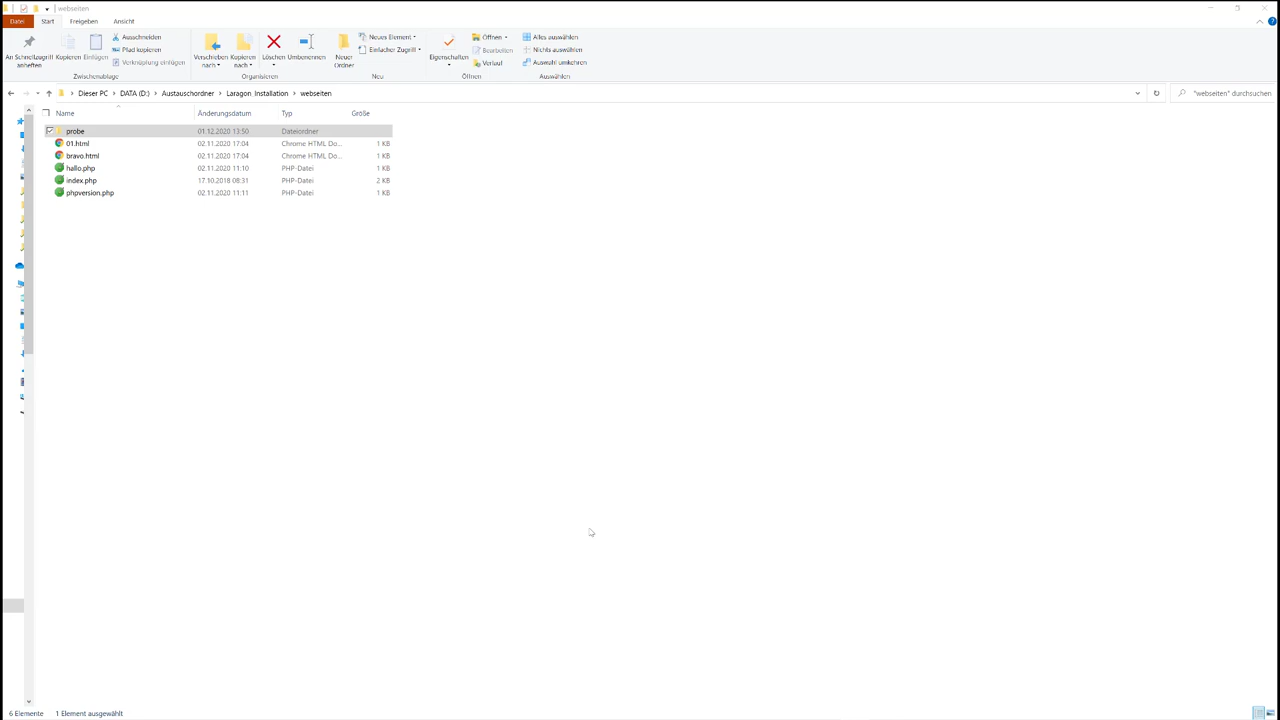 webseiten
Datei Start Freigeben Ansicht
An Schnellzugriff anheften
Kopieren
Einfügen
Ausschneiden
Pfad kopieren
Verknüpfung einfügen
Zwischenablage
Verschieben nach
Kopieren nach
Löschen
Umbenennen
Organisieren
Neuer Ordner
Neues Element
Einfacher Zugriff
Neu
Eigenschaften
Öffnen
Bearbeiten
Verlauf
Öffnen
Alles auswählen
Nichts auswählen
Auswahl umkehren
Auswählen
Dieser PC > DATA (D:) > Austauschordner > Laragon_Installation > webseiten
"webseiten" durchsuchen
Name Änderungsdatum Typ Größe
probe 01.12.2020 13:50 Dateiordner
01.html 02.11.2020 17:04 Chrome HTML Do... 1 KB
bravo.html 02.11.2020 17:04 Chrome HTML Do... 1 KB
hallo.php 02.11.2020 11:10 PHP-Datei 1 KB
index.php 17.10.2018 08:31 PHP-Datei 2 KB
phpversion.php 02.11.2020 11:11 PHP-Datei 1 KB
6 Elemente 1 Element ausgewählt